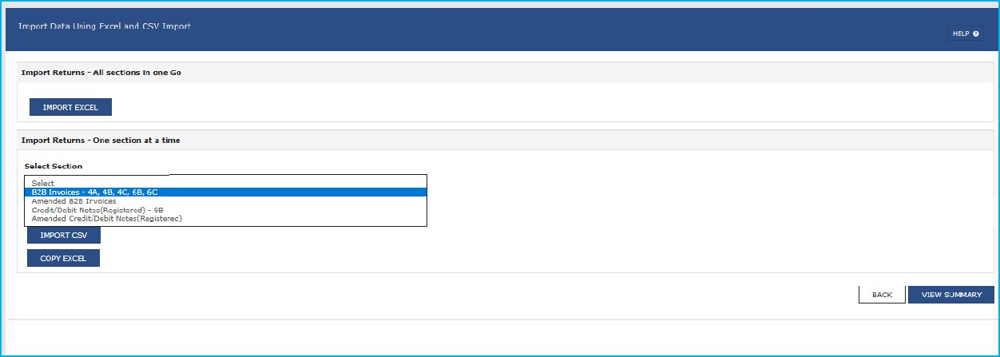 Import Data Using Excel and CSV Import
HELP
Import Returns - All sections in one Go
IMPORT EXCEL
Import Returns - One section at a time
Select Section
Select
B2B Invoices - 4A, 4B, 4C, 6B, 6C
Amended B2B Invoices
Credit/Debit Notes(Registered) - 9B
Amended Credit/Debit Notes(Registered)
IMPORT CSV
COPY EXCEL
BACK
VIEW SUMMARY